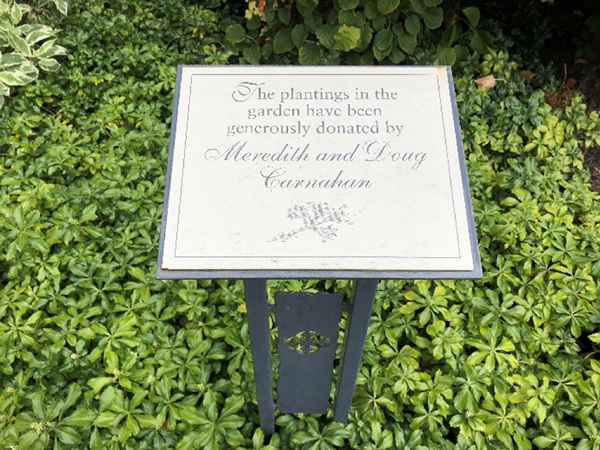 The plantings in the
garden have been
generously donated by
Meredith and Doug
Carnahan